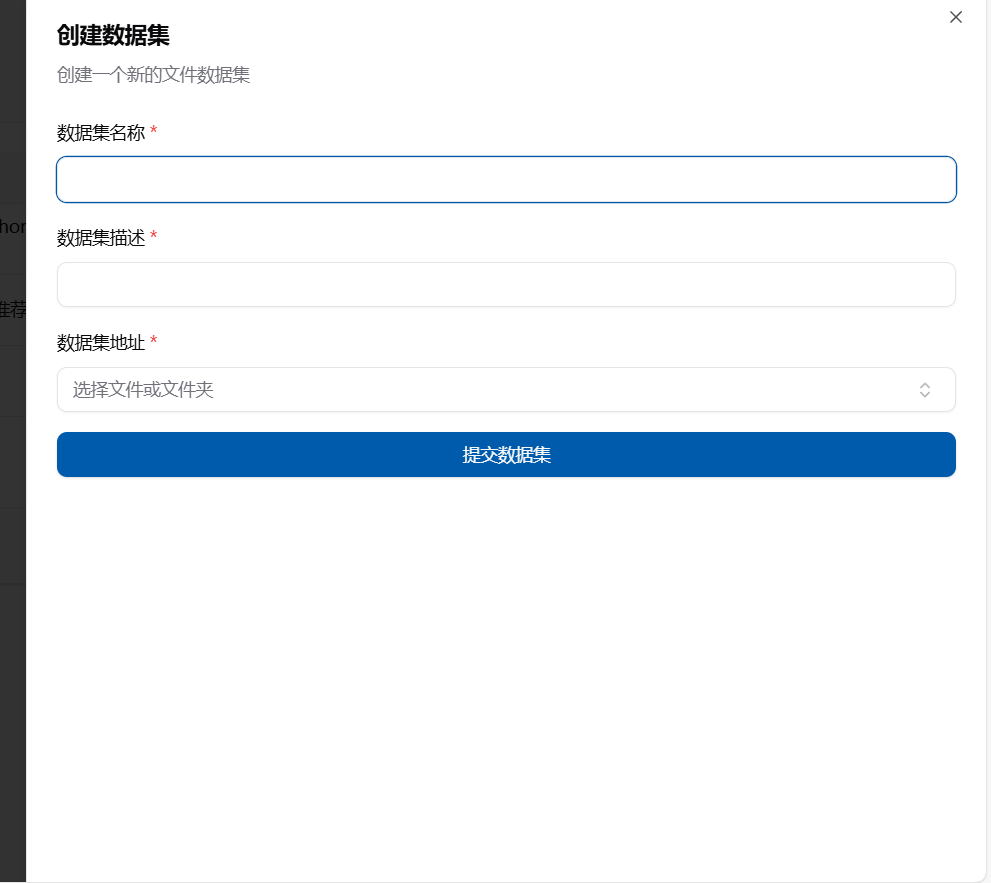 创建数据集
创建一个新的文件数据集
数据集名称 *
hor
数据集描述 *
推荐
数据集地址 *
选择文件或文件夹
提交数据集